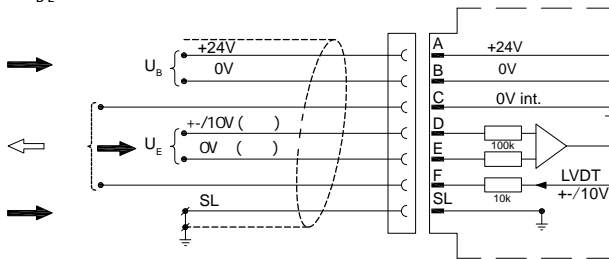 +24V
U_B
0V
+-/10V ( )
U_E
0V ( )
SL
A
+24V
B
0V
C
0V int.
D
100k
E
F
LVDT
+-/10V
10k
SL